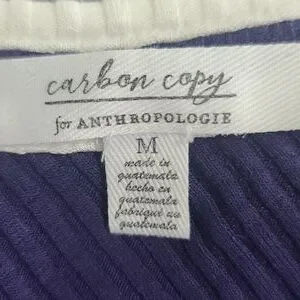 carbon copy
for ANTHROPOLOGIE
M
made in
guatemala
hecho en
guatemala
fabriqué au
guatemala